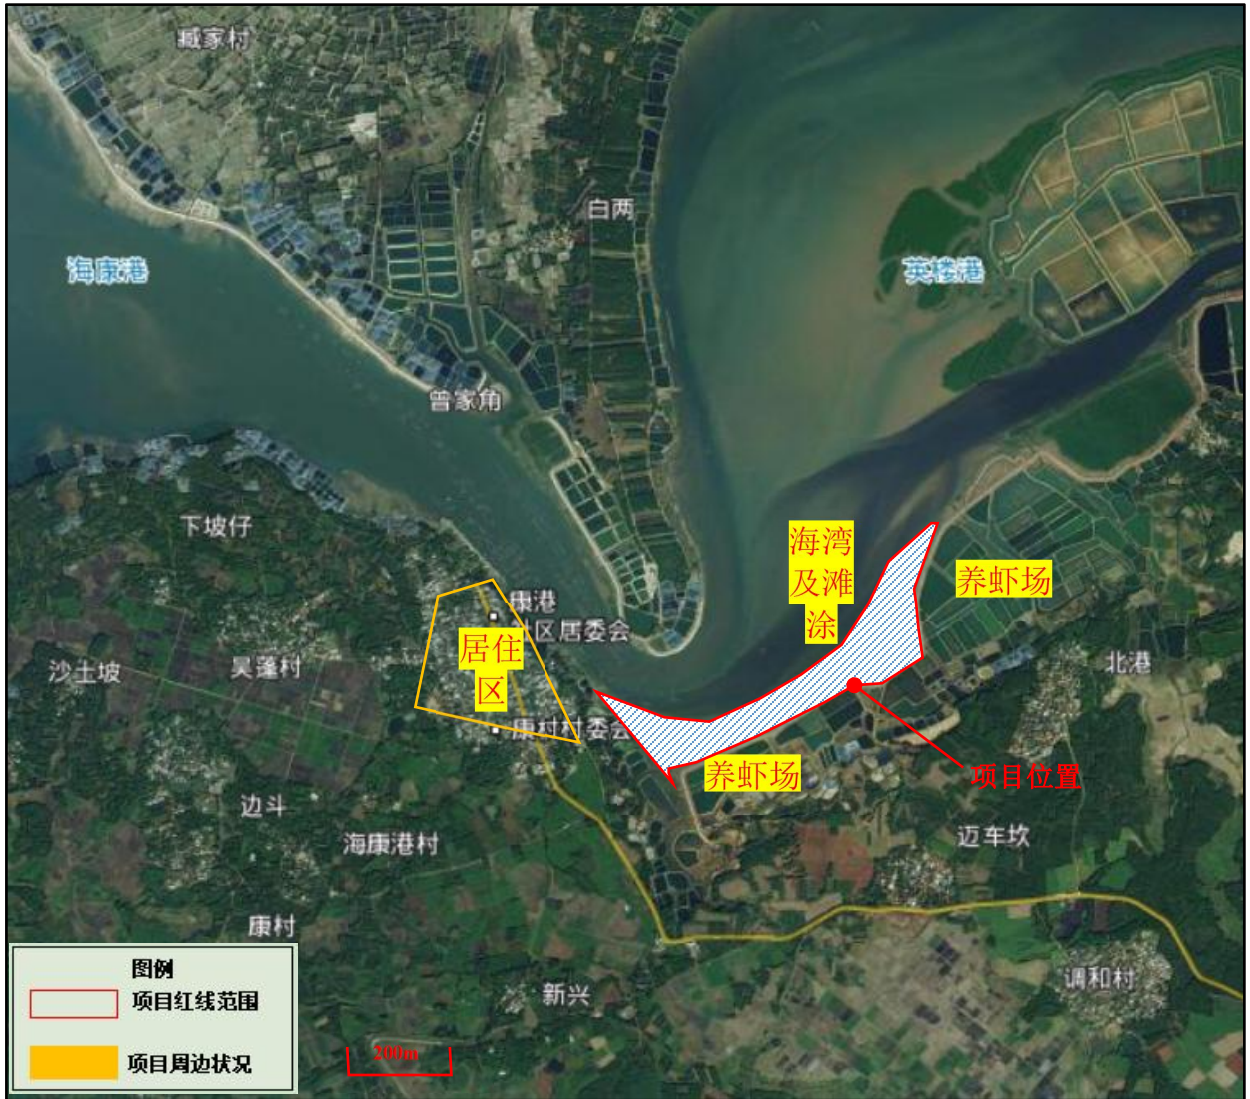 臧家村
白两
海康港
英楼港
曾家角
下坡仔
海湾
及滩
涂
养虾场
康港
社区居委会
居住
区
沙土坡
吴蓬村
北港
康村村委会
养虾场
项目位置
边斗
海康港村
迈车坎
康村
调和村
新兴
图例
项目红线范围
项目周边状况
200m